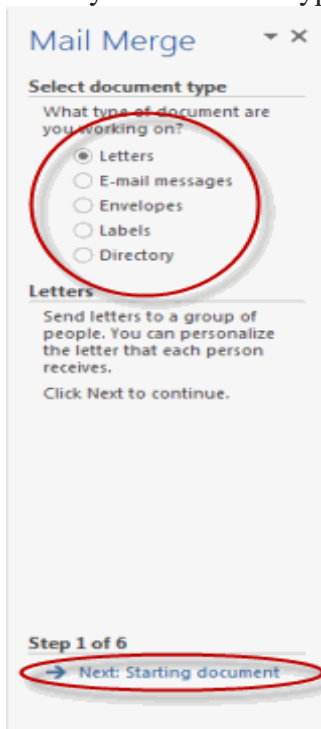 Mail Merge
Select document type
What type of document are
you working on?
Letters
E-mail messages
Envelopes
Labels
Directory
Letters
Send letters to a group of
people. You can personalize
the letter that each person
receives.
Click Next to continue.
Step 1 of 6
Next: Starting document